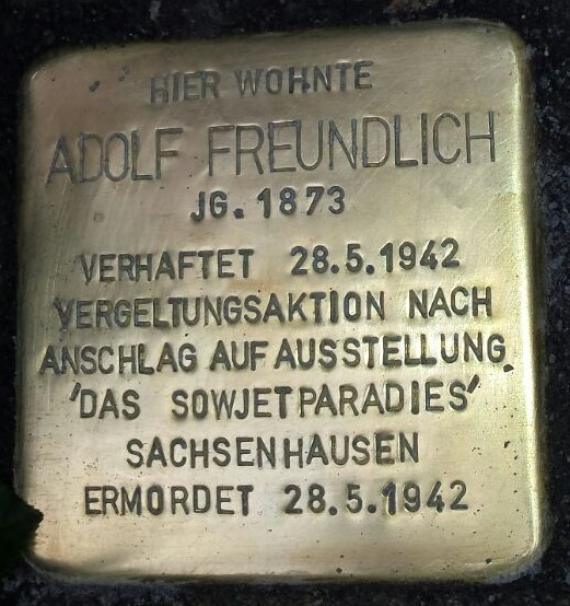 HIER WOHNTE
ADOLF FREUNDLICH
JG. 1873
VERHAFTET 28.5.1942
VERGELTUNGSAKTION NACH
ANSCHLAG AUF AUSSTELLUNG
'DAS SOWJETPARADIES'
SACHSENHAUSEN
ERMORDET 28.5.1942